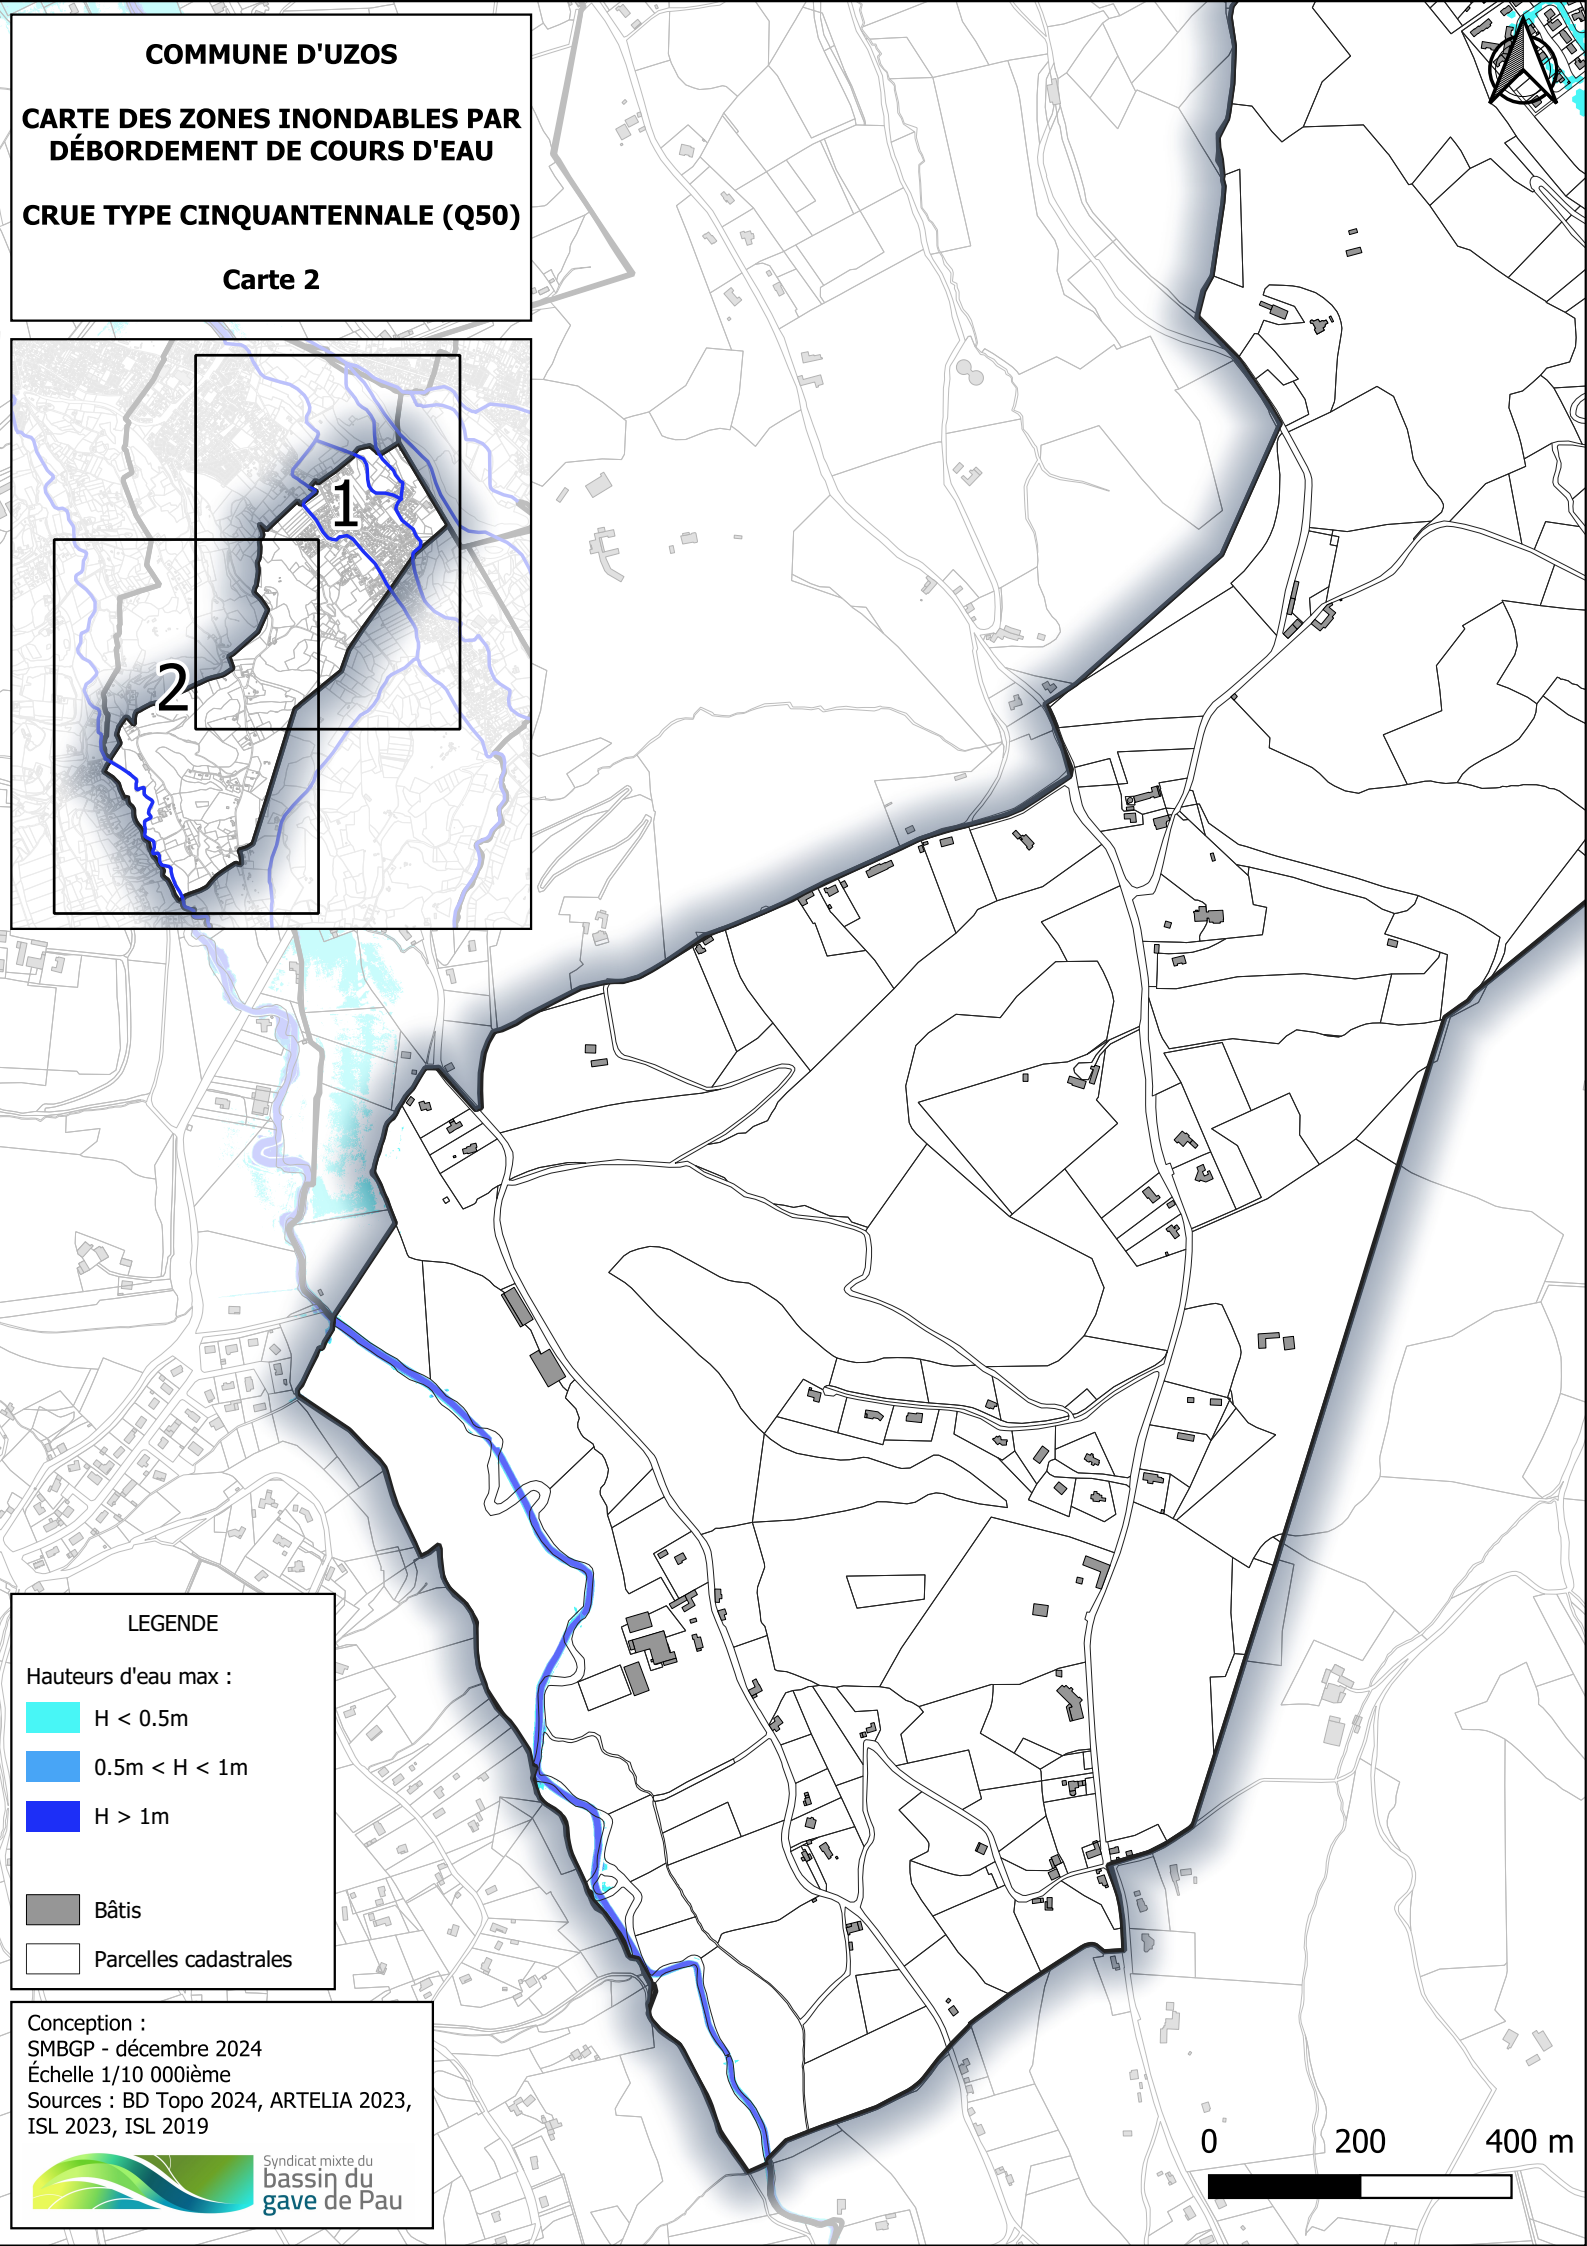 COMMUNE D'UZOS
CARTE DES ZONES INONDABLES PAR
DÉBORDEMENT DE COURS D'EAU
CRUE TYPE CINQUANTENNALE (Q50)
Carte 2
1
2
LEGENDE
Hauteurs d'eau max :
H < 0.5m
0.5m < H < 1m
H > 1m
Bâtis
Parcelles cadastrales
Conception :
SMBGP - décembre 2024
Échelle 1/10 000ième
Sources : BD Topo 2024, ARTELIA 2023,
ISL 2023, ISL 2019
Syndicat mixte du
bassin du
gave de Pau
0 200 400 m